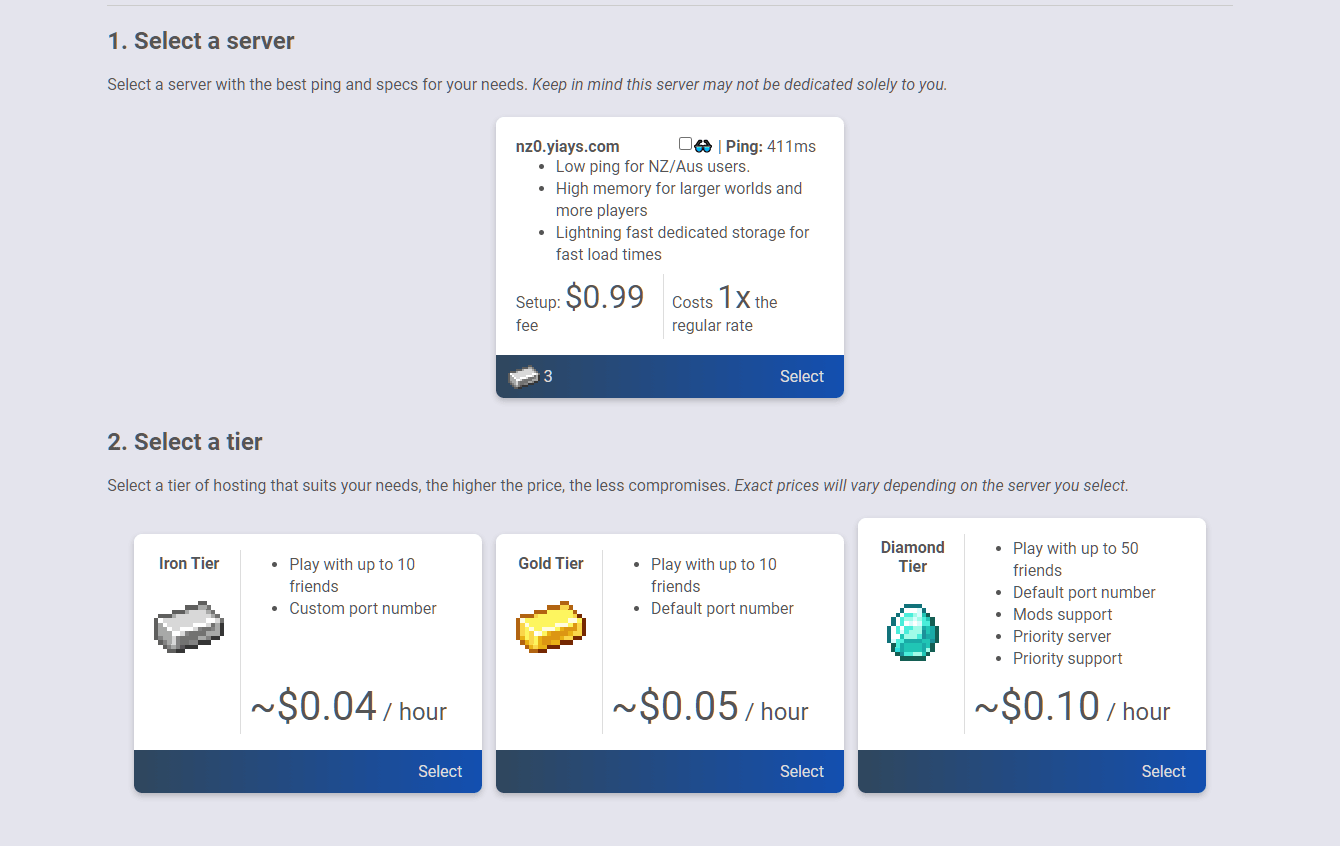 1. Select a server
Select a server with the best ping and specs for your needs. Keep in mind this server may not be dedicated solely to you.
nz0.yiays.com | Ping: 411ms
Low ping for NZ/Aus users.
High memory for larger worlds and
more players
Lightning fast dedicated storage for
fast load times
Setup: $0.99
fee
Costs 1x the
regular rate
3 Select
2. Select a tier
Select a tier of hosting that suits your needs, the higher the price, the less compromises. Exact prices will vary depending on the server you select.
Iron Tier
Play with up to 10
friends
Custom port number
~$0.04 / hour
Select
Gold Tier
Play with up to 10
friends
Default port number
~$0.05 / hour
Select
Diamond
Tier
Play with up to 50
friends
Default port number
Mods support
Priority server
Priority support
~$0.10 / hour
Select